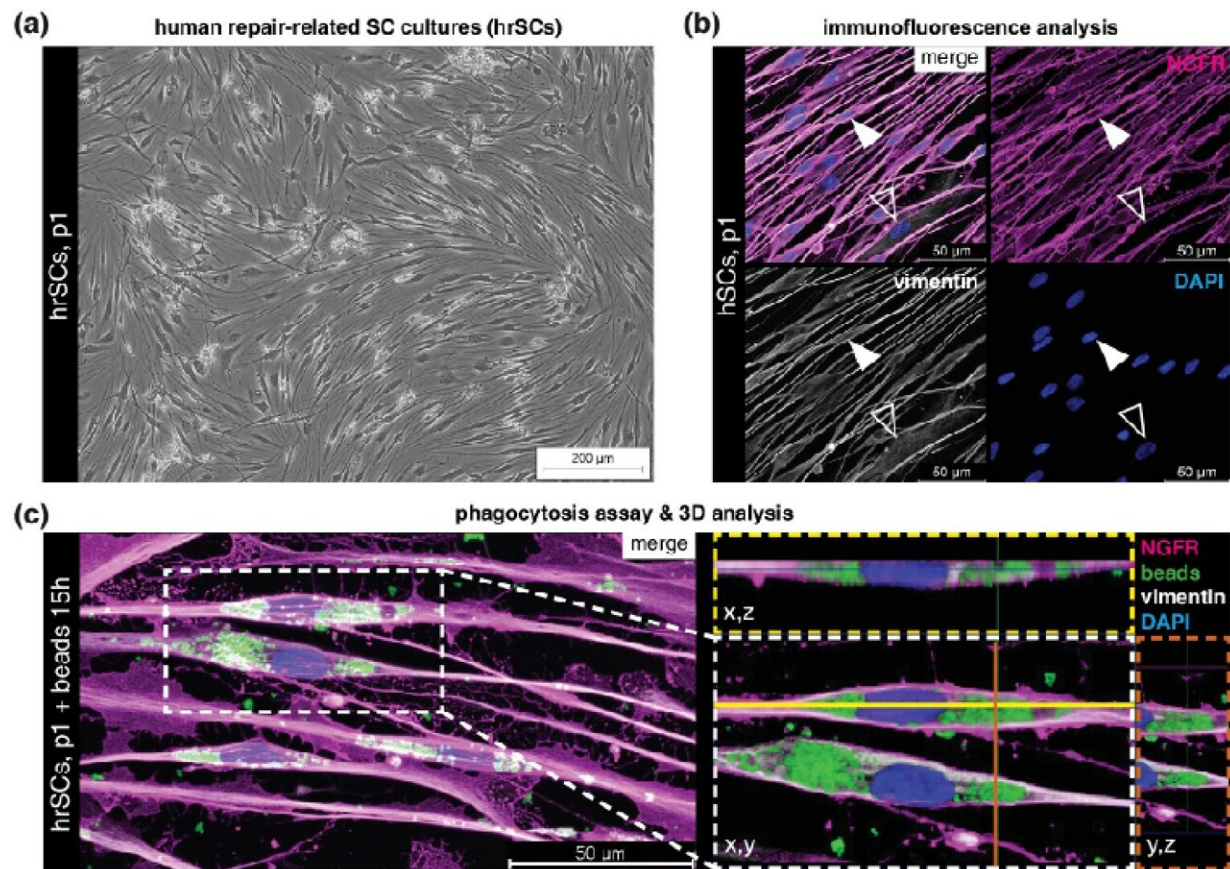 (a)
human repair-related SC cultures (hrSCs)
hrSCs, p1
200 µm
(b)
immunofluorescence analysis
hSCs, p1
merge
NGFR
50 µm
50 µm
vimentin
DAPI
50 µm
50 µm
(c)
phagocytosis assay & 3D analysis
hrSCs, p1 + beads 15h
merge
50 µm
x,z
x,y
y,z
NGFR
beads
vimentin
DAPI